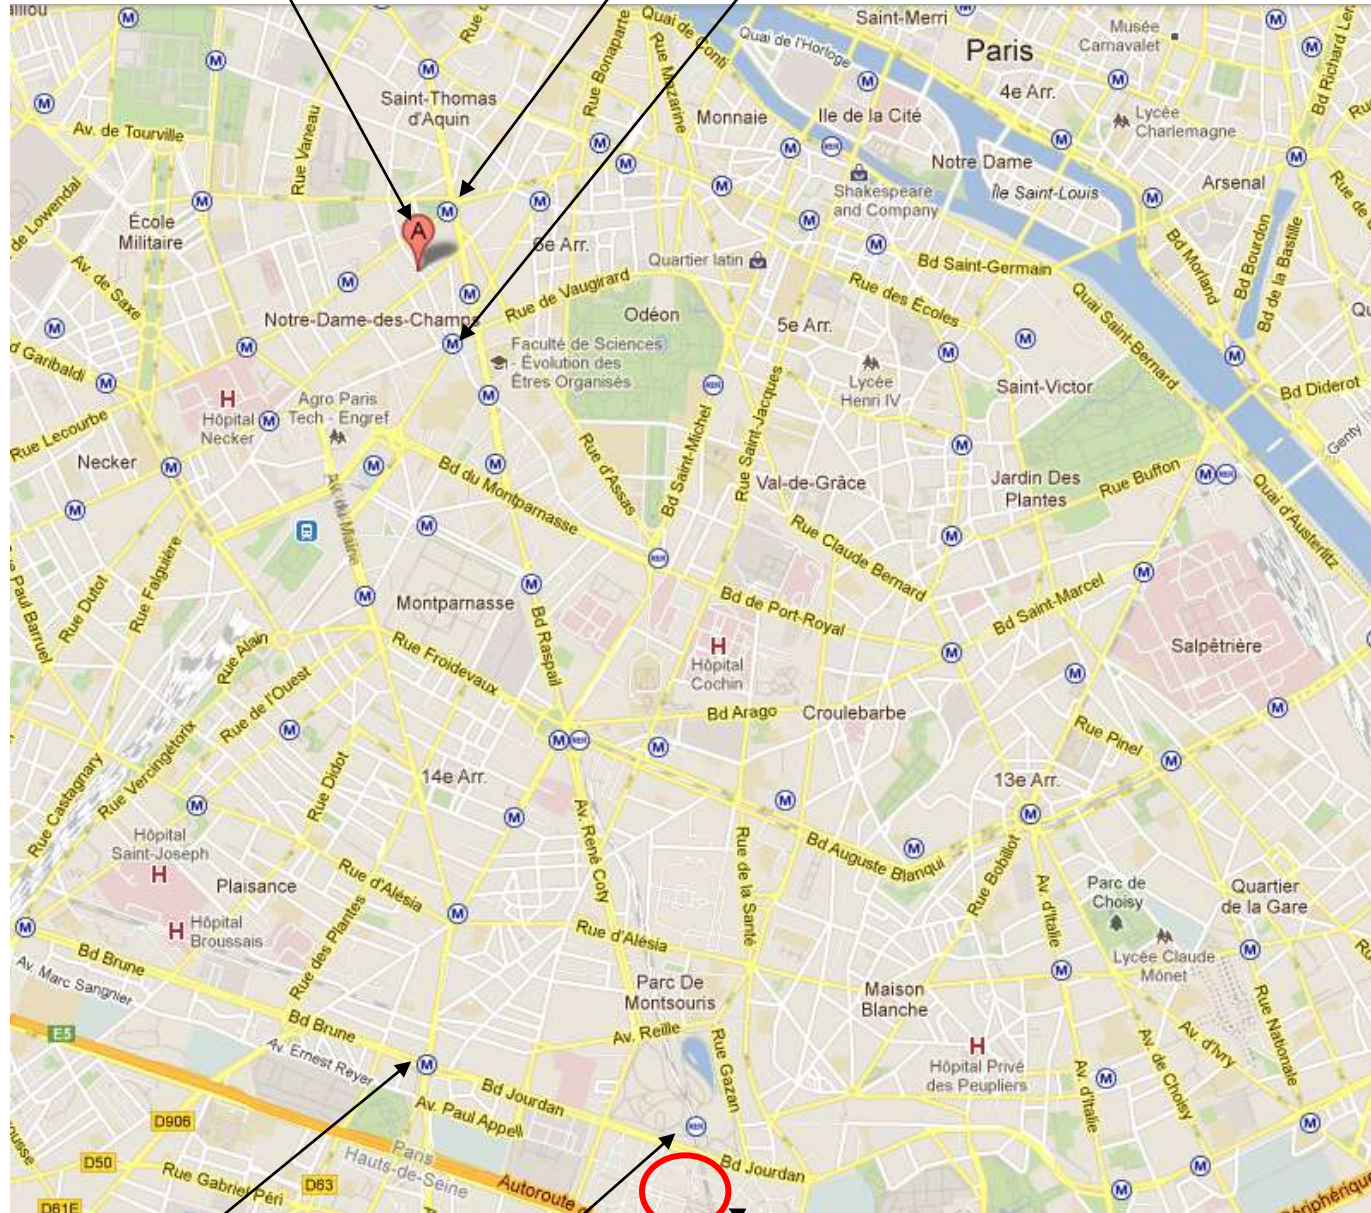 Saint-Merri
Quai de Conti
Quai de l'Horloge
Paris
Musée
Carnavalet
Rue Bonaparte
Rue Mazarine
Bd Richard Len
Saint-Thomas
d'Aquin
4e Arr.
Monnaie
Ile de la Cité
Lycée
Charlemagne
Av. de Tourville
Rue Vaneau
Notre Dame
Arsenal
de Lowendal
École
Militaire
A
Shakespeare
and Company
Île Saint-Louis
6e Arr.
Quartier latin
Bd Saint-Germain
Bd Morland
Bd Bourdon
Bd de la Bastille
Av. de Saxe
Rue de Vaugirard
Rue des Écoles
Quai Saint-Bernard
Notre-Dame-des-Champs
Odéon
5e Arr.
d Garibaldi
Faculté de Sciences
- Évolution des
Êtres Organisés
Lycée
Henri IV
Saint-Victor
Bd Diderot
H
Hôpital
Necker
Agro Paris
Tech - Engref
Rue Lecourbe
Necker
Rue d'Assas
Bd Saint-Michel
Rue Saint-Jacques
Genty
Bd du Montparnasse
Val-de-Grâce
Jardin Des
Plantes
Rue Buffon
Quai d'Austerlitz
Av. du Maine
Rue Claude Bernard
Paul Barruel
Rue Dutot
Rue Falguière
Montparnasse
Bd Raspail
Bd de Port-Royal
Bd Saint-Marcel
Salpêtrière
Rue Alain
Rue Froidevaux
H
Hôpital
Cochin
Rue de l'Ouest
Bd Arago
Croulebarbe
Rue Pinel
Rue Castagnary
Rue Vercingétorix
Rue Didot
14e Arr.
13e Arr.
Hôpital
Saint-Joseph
H
Av. René Coty
Rue de la Santé
Bd Auguste Blanqui
Rue Bobillot
Plaisance
Rue d'Alésia
Av. d'Italie
Parc de
Choisy
Quartier
de la Gare
H
Hôpital
Broussais
Rue des Plantes
Rue d'Alésia
Lycée Claude
Monet
Bd Brune
Av. Marc Sangnier
Parc De
Montsouris
Maison
Blanche
Rue Nationale
E5
Bd Brune
Av. Reille
Av. Ernest Reyer
Rue Gazan
H
Hôpital Privé
des Peupliers
Av. d'Italie
Av. de Choisy
Av. d'Ivry
Bd Jourdan
Av. Paul Appell
D906
Paris
Hauts-de-Seine
Bd Jourdan
D50
Rue Gabriel Péri
D63
Autoroute
Périphérique
D61E